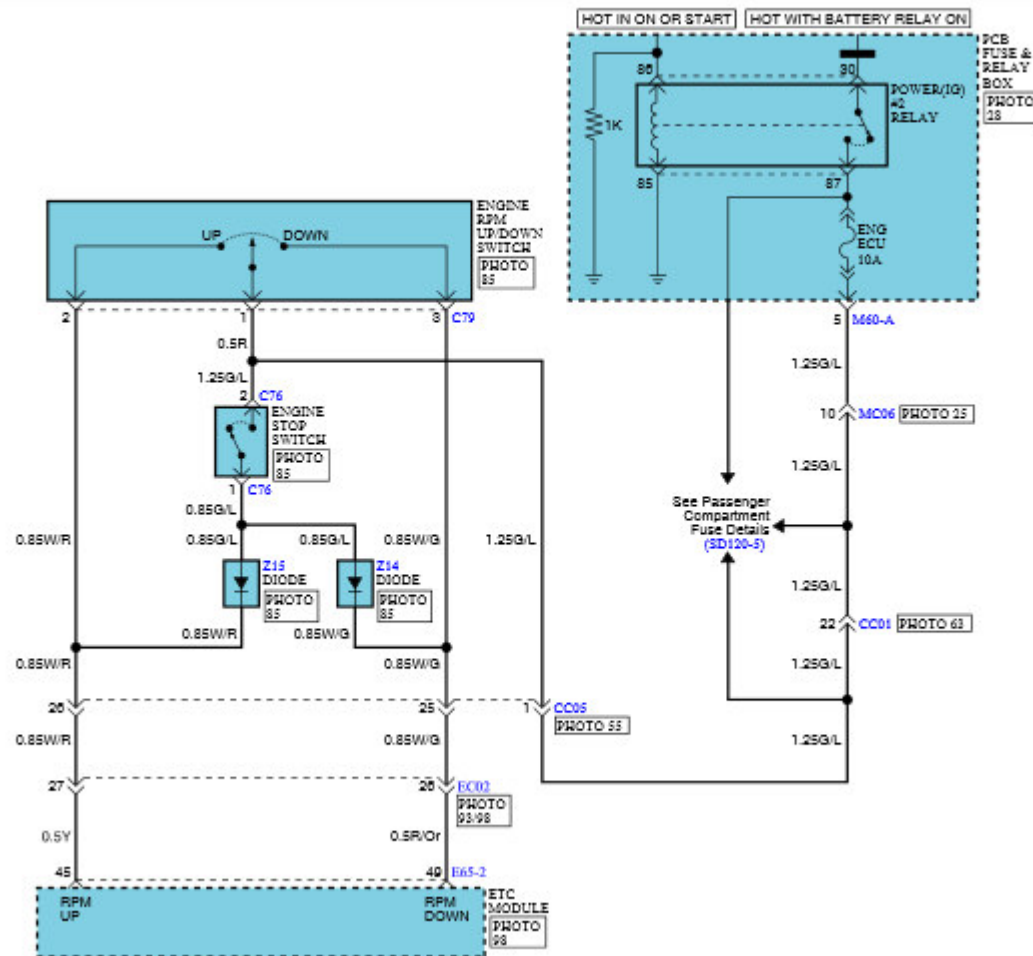 HOT IN ON OR START
HOT WITH BATTERY RELAY ON
PCB
FUSE &
RELAY
BOX
PHOTO
28
86
30
POWER(IG)
#2
RELAY
1K
85
87
ENG
ECU
10A
5
M60-A
ENGINE
RPM
UP/DOWN
SWITCH
PHOTO
85
UP
DOWN
2
1
3
C79
0.5R
1.25G/L
1.25G/L
2
C76
ENGINE
STOP
SWITCH
PHOTO
85
1
C76
10
MC06
PHOTO 25
1.25G/L
0.85G/L
0.85W/R
0.85G/L
0.85G/L
0.85W/G
1.25G/L
See Passenger
Compartment
Fuse Details
(SD120-5)
Z15
DIODE
PHOTO
85
Z14
DIODE
PHOTO
85
1.25G/L
22
CC01
PHOTO 63
0.85W/R
0.85W/G
0.85W/R
0.85W/G
1.25G/L
26
25
1
CC05
PHOTO 55
0.85W/R
0.85W/G
1.25G/L
27
26
EC02
PHOTO
93/98
0.5Y
0.5R/Or
45
49
E65-2
RPM
UP
RPM
DOWN
ETC
MODULE
PHOTO
98